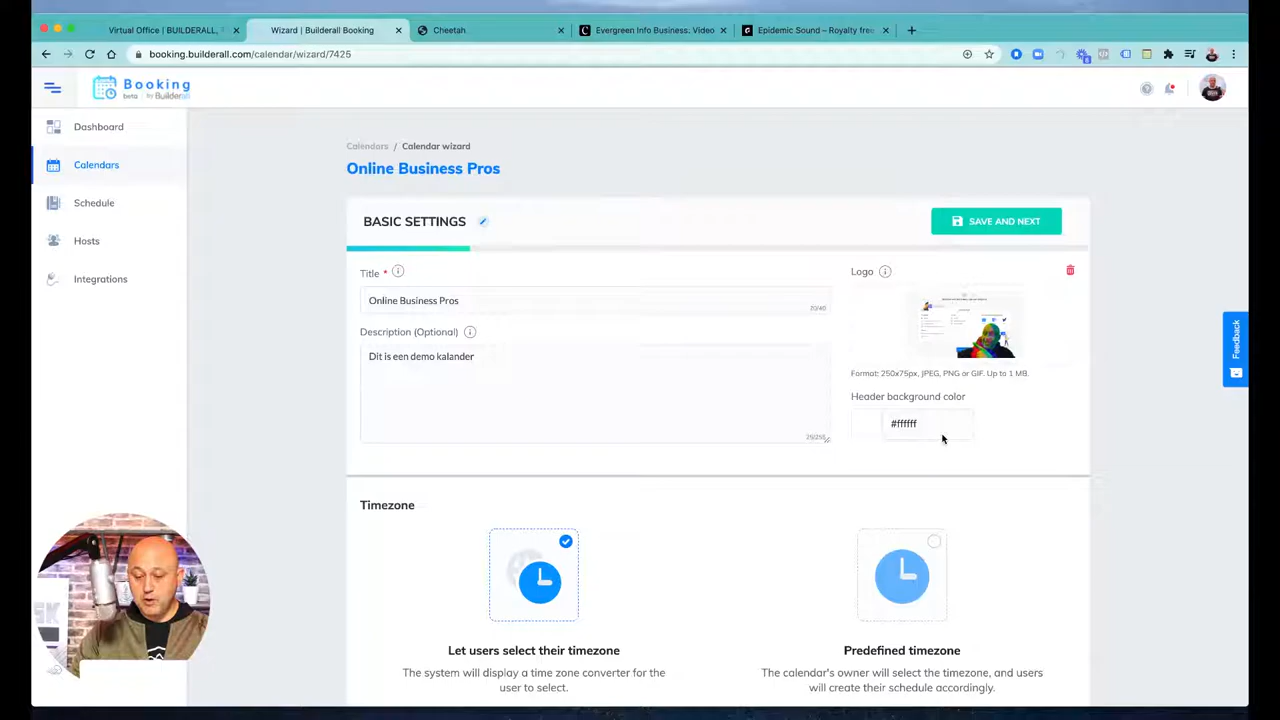 Virtual Office | BUILDERALL,
Wizard | Builderall Booking
Cheetah
Evergreen Info Business, Video
Epidemic Sound – Royalty free
booking.builderall.com/calendar/wizard/7425
Booking
beta by Builderall
Dashboard
Calendars
Schedule
Hosts
Integrations
Calendars / Calendar wizard
Online Business Pros
BASIC SETTINGS
SAVE AND NEXT
Title *
Online Business Pros
Description (Optional)
Dit is een demo kalander
Logo
Format: 250x75px, JPEG, PNG or GIF. Up to 1 MB.
Header background color
#ffffff
Feedback
Timezone
Let users select their timezone
The system will display a time zone converter for the
user to select.
Predefined timezone
The calendar's owner will select the timezone, and users
will create their schedule accordingly.